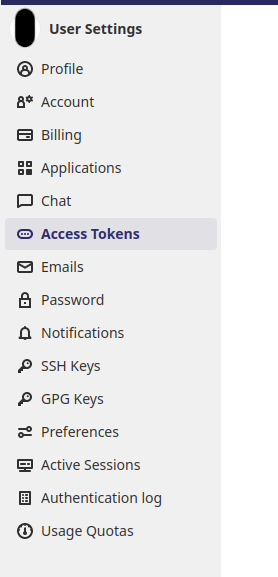 User Settings
Profile
Account
Billing
Applications
Chat
Access Tokens
Emails
Password
Notifications
SSH Keys
GPG Keys
Preferences
Active Sessions
Authentication log
Usage Quotas